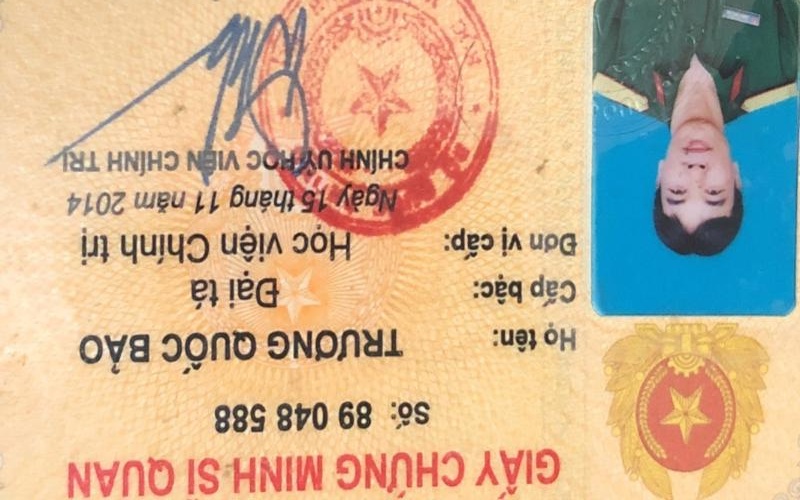 GIẤY CHỨNG MINH SĨ QUAN
Số: 89 048 588
Họ tên: TRƯƠNG QUỐC BẢO
Cấp bậc: Đại tá
Đơn vị cấp: Học viện Chính trị
Ngày 15 tháng 11 năm 2014
CHÍNH UỶ HỌC VIỆN CHÍNH TRỊ